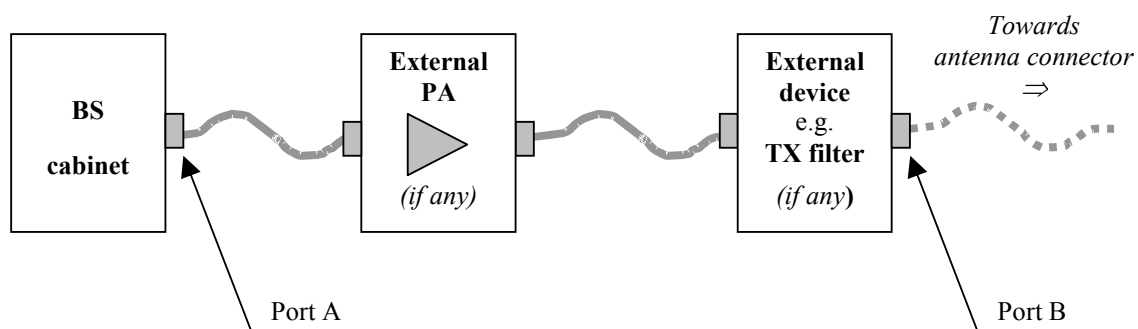 BS
cabinet
External
PA
(if any)
External
device
e.g.
TX filter
(if any)
Towards
antenna connector
⇒
Port A
Port B